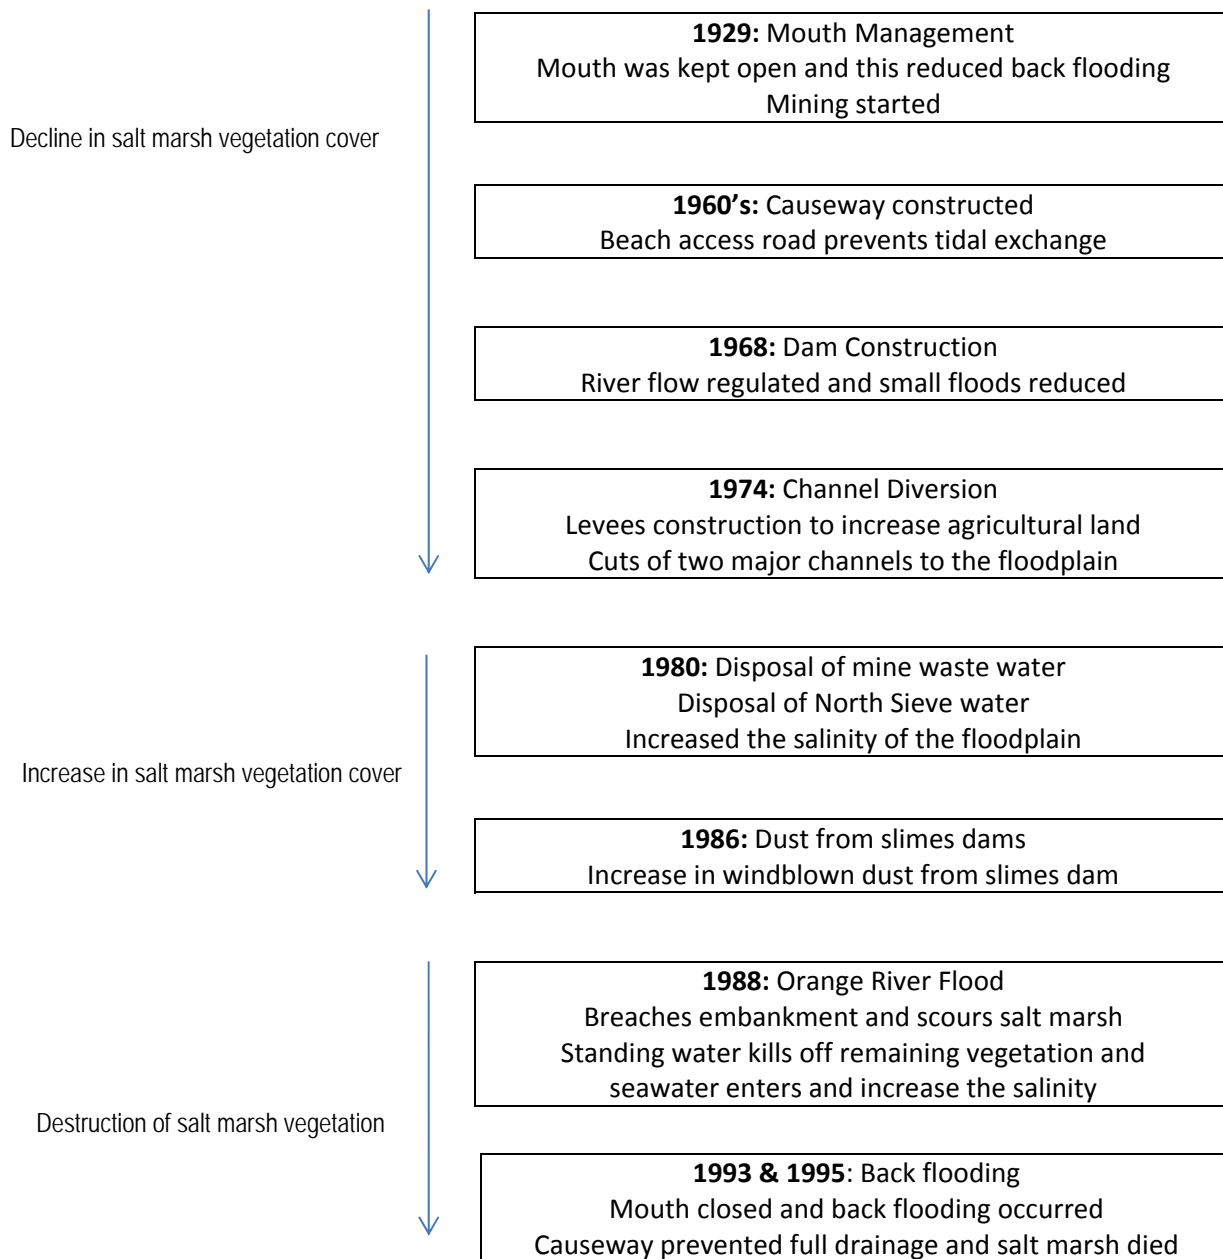 1929: Mouth Management
Mouth was kept open and this reduced back flooding
Mining started
Decline in salt marsh vegetation cover
1960's: Causeway constructed
Beach access road prevents tidal exchange
1968: Dam Construction
River flow regulated and small floods reduced
1974: Channel Diversion
Levees construction to increase agricultural land
Cuts of two major channels to the floodplain
1980: Disposal of mine waste water
Disposal of North Sieve water
Increased the salinity of the floodplain
Increase in salt marsh vegetation cover
1986: Dust from slimes dams
Increase in windblown dust from slimes dam
1988: Orange River Flood
Breaches embankment and scours salt marsh
Standing water kills off remaining vegetation and
seawater enters and increase the salinity
Destruction of salt marsh vegetation
1993 & 1995: Back flooding
Mouth closed and back flooding occurred
Causeway prevented full drainage and salt marsh died